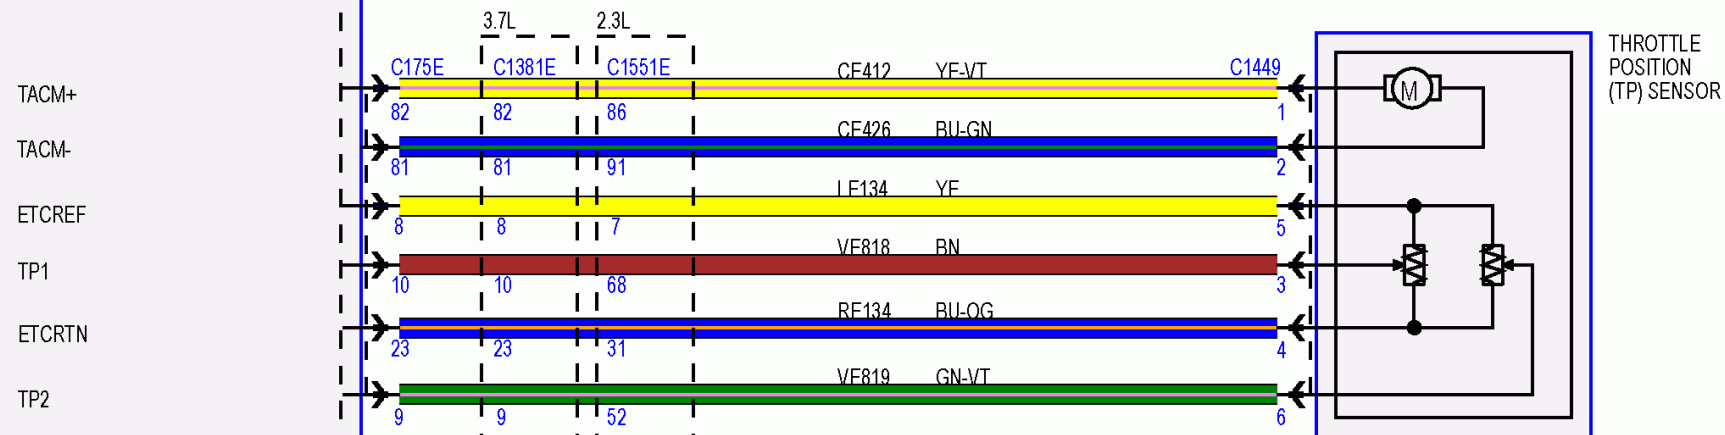 3.7L 2.3L
C175E C1381E C1551E CE412 YE-VT C1449
THROTTLE
POSITION
(TP) SENSOR
TACM+
82 82 86 1
M
CE426 BU-GN
TACM-
81 81 91 2
LE134 YE
ETCREF
8 8 7 5
VE818 BN
TP1
10 10 68 3
RE134 BU-OG
ETCRTN
23 23 31 4
VE819 GN-VT
TP2
9 9 52 6